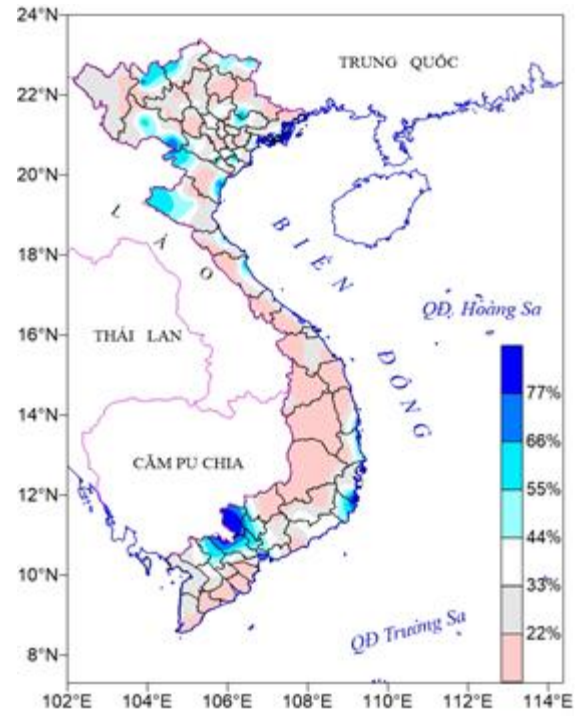 24°N
TRUNG QUỐC
22°N
20°N
LÀO
BIỂN
18°N
QĐ. Hoàng Sa
THÁI LAN
16°N
ĐÔNG
77%
14°N
66%
CĂM PU CHIA
55%
12°N
44%
33%
10°N
22%
QĐ Trường Sa
8°N
102°E 104°E 106°E 108°E 110°E 112°E 114°E